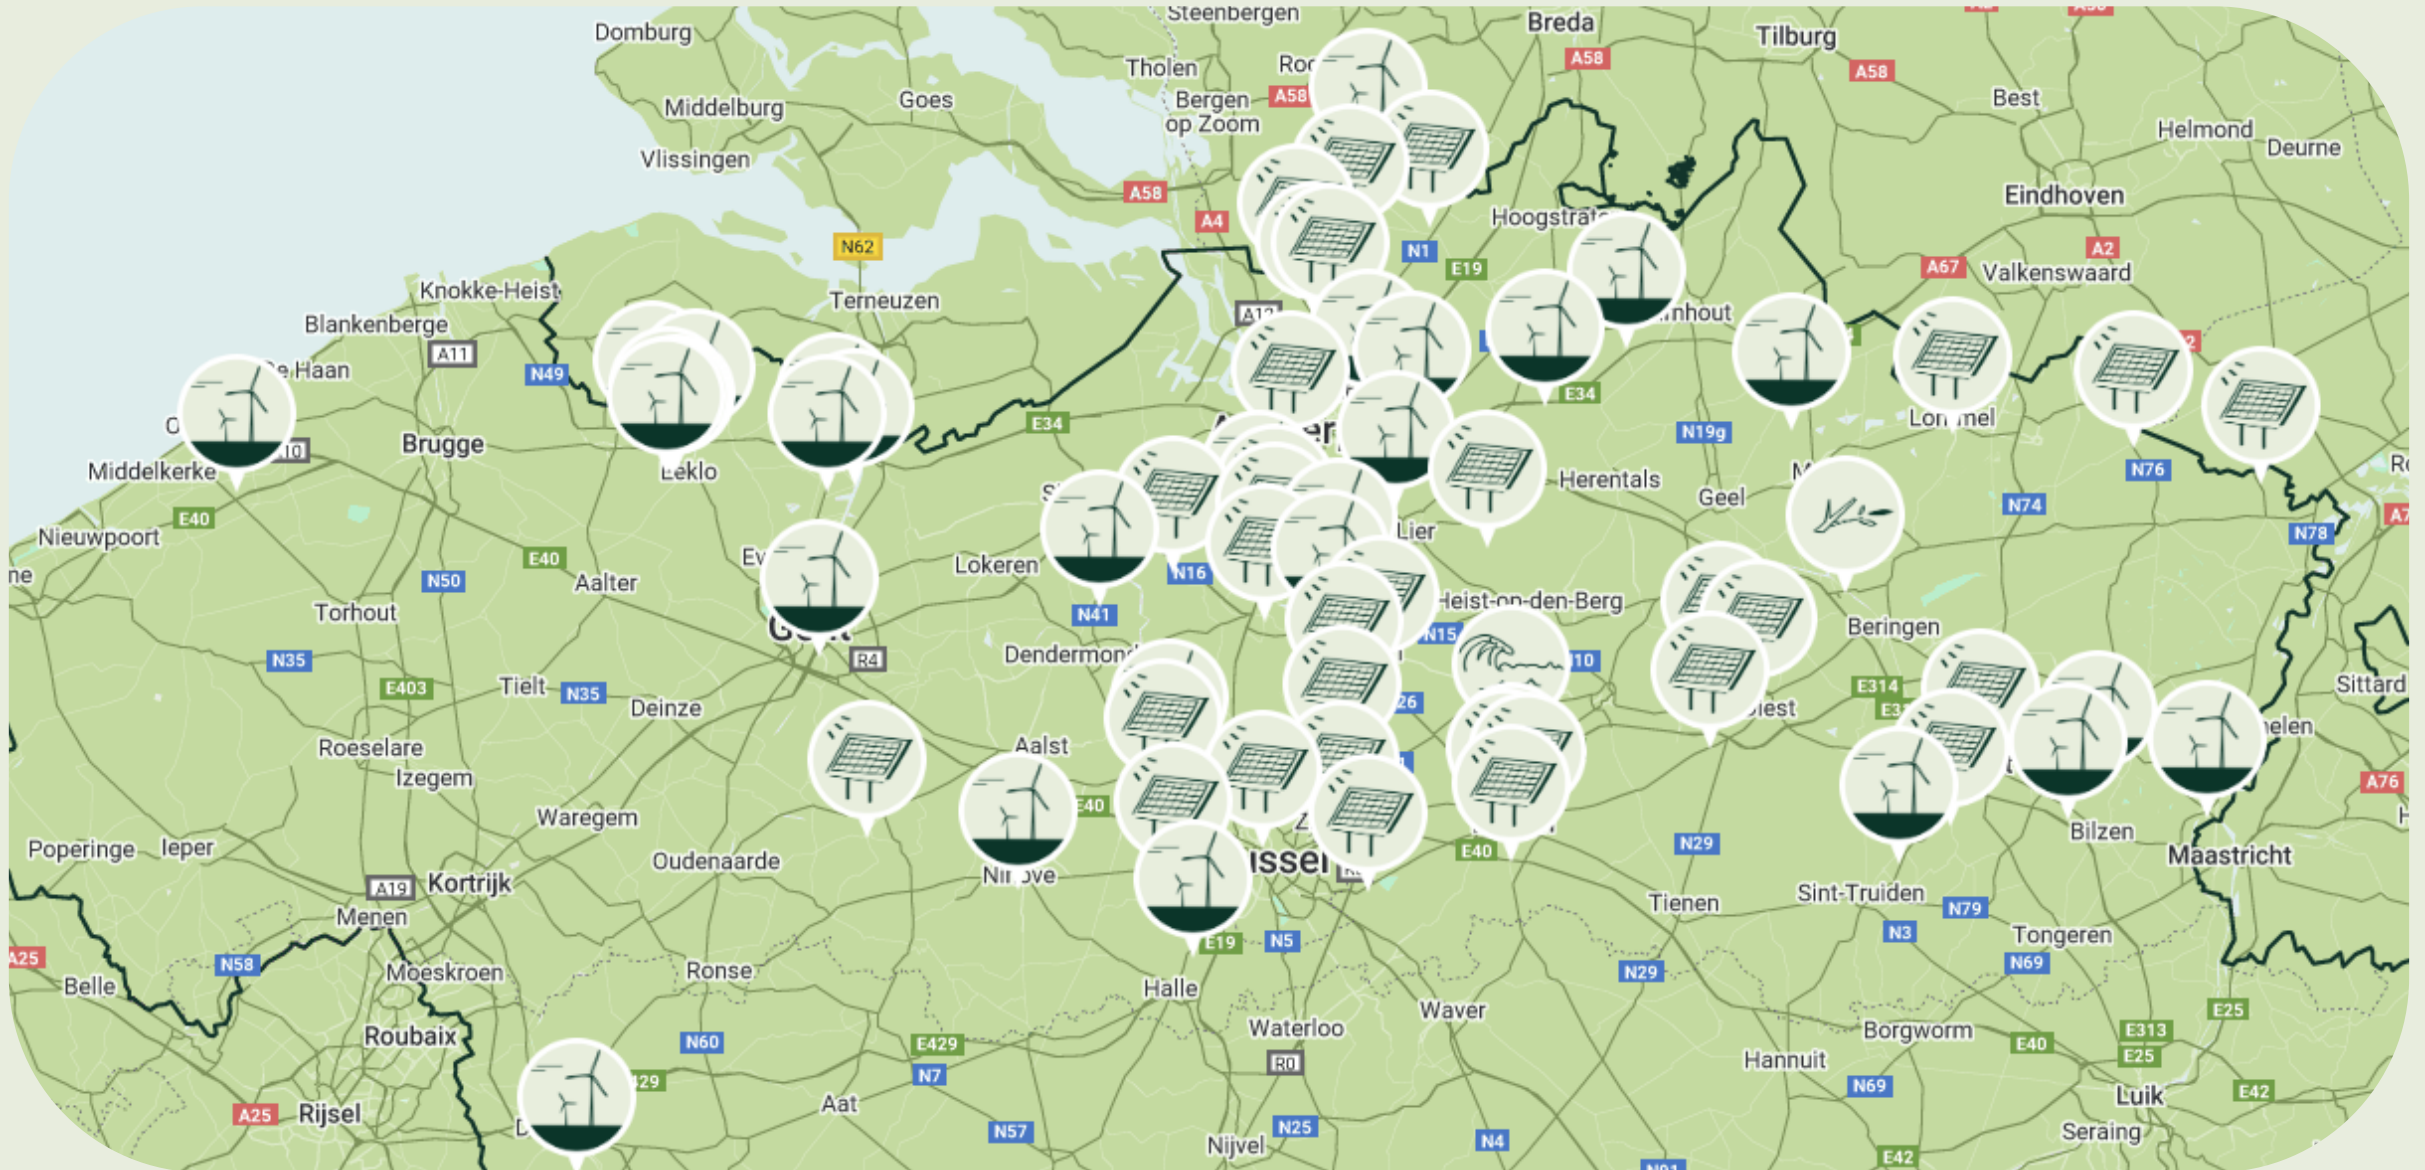 Steenbergen
Breda
Domburg
Tilburg
A58
Tholen
A58
Best
Middelburg
Goes
Bergen
op Zoom
A58
Helmond
Deurne
Vlissingen
A58
Eindhoven
A4
Hoogstrate
N62
N1
E19
A67
A2
Valkenswaard
Knokke-Heist
Terneuzen
Blankenberge
A11
De Haan
N49
E34
E34
Lommel
Brugge
N19g
Middelkerke
Eeklo
Herentals
N76
Geel
N74
E40
Nieuwpoort
E40
Lier
N78
Lokeren
N16
N50
Aalter
Torhout
N41
Heist-op-den-Berg
N15
Beringen
R4
N35
Dendermond
E403
Tielt
N35
Deinze
E314
Sittard
Roeselare
Aalst
Izegem
A76
E40
Waregem
Bilzen
Poperinge
Ieper
Oudenaarde
E40
N29
Maastricht
A19
Kortrijk
Sint-Truiden
Menen
Tienen
N79
N3
A25
N58
E19
N5
Tongeren
N69
Moeskroen
Ronse
N29
Belle
Halle
E25
Waver
Roubaix
Waterloo
Borgworm
E313
N60
E429
E40
E25
R0
Hannuit
N7
N69
E42
Luik
A25
Rijsel
Aat
N57
N25
N4
Nijvel
Seraing
E42